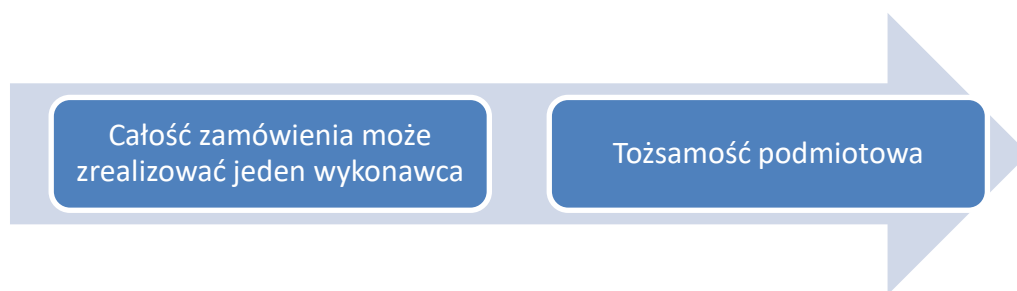 Całość zamówienia może
zrealizować jeden wykonawca
Tożsamość podmiotowa